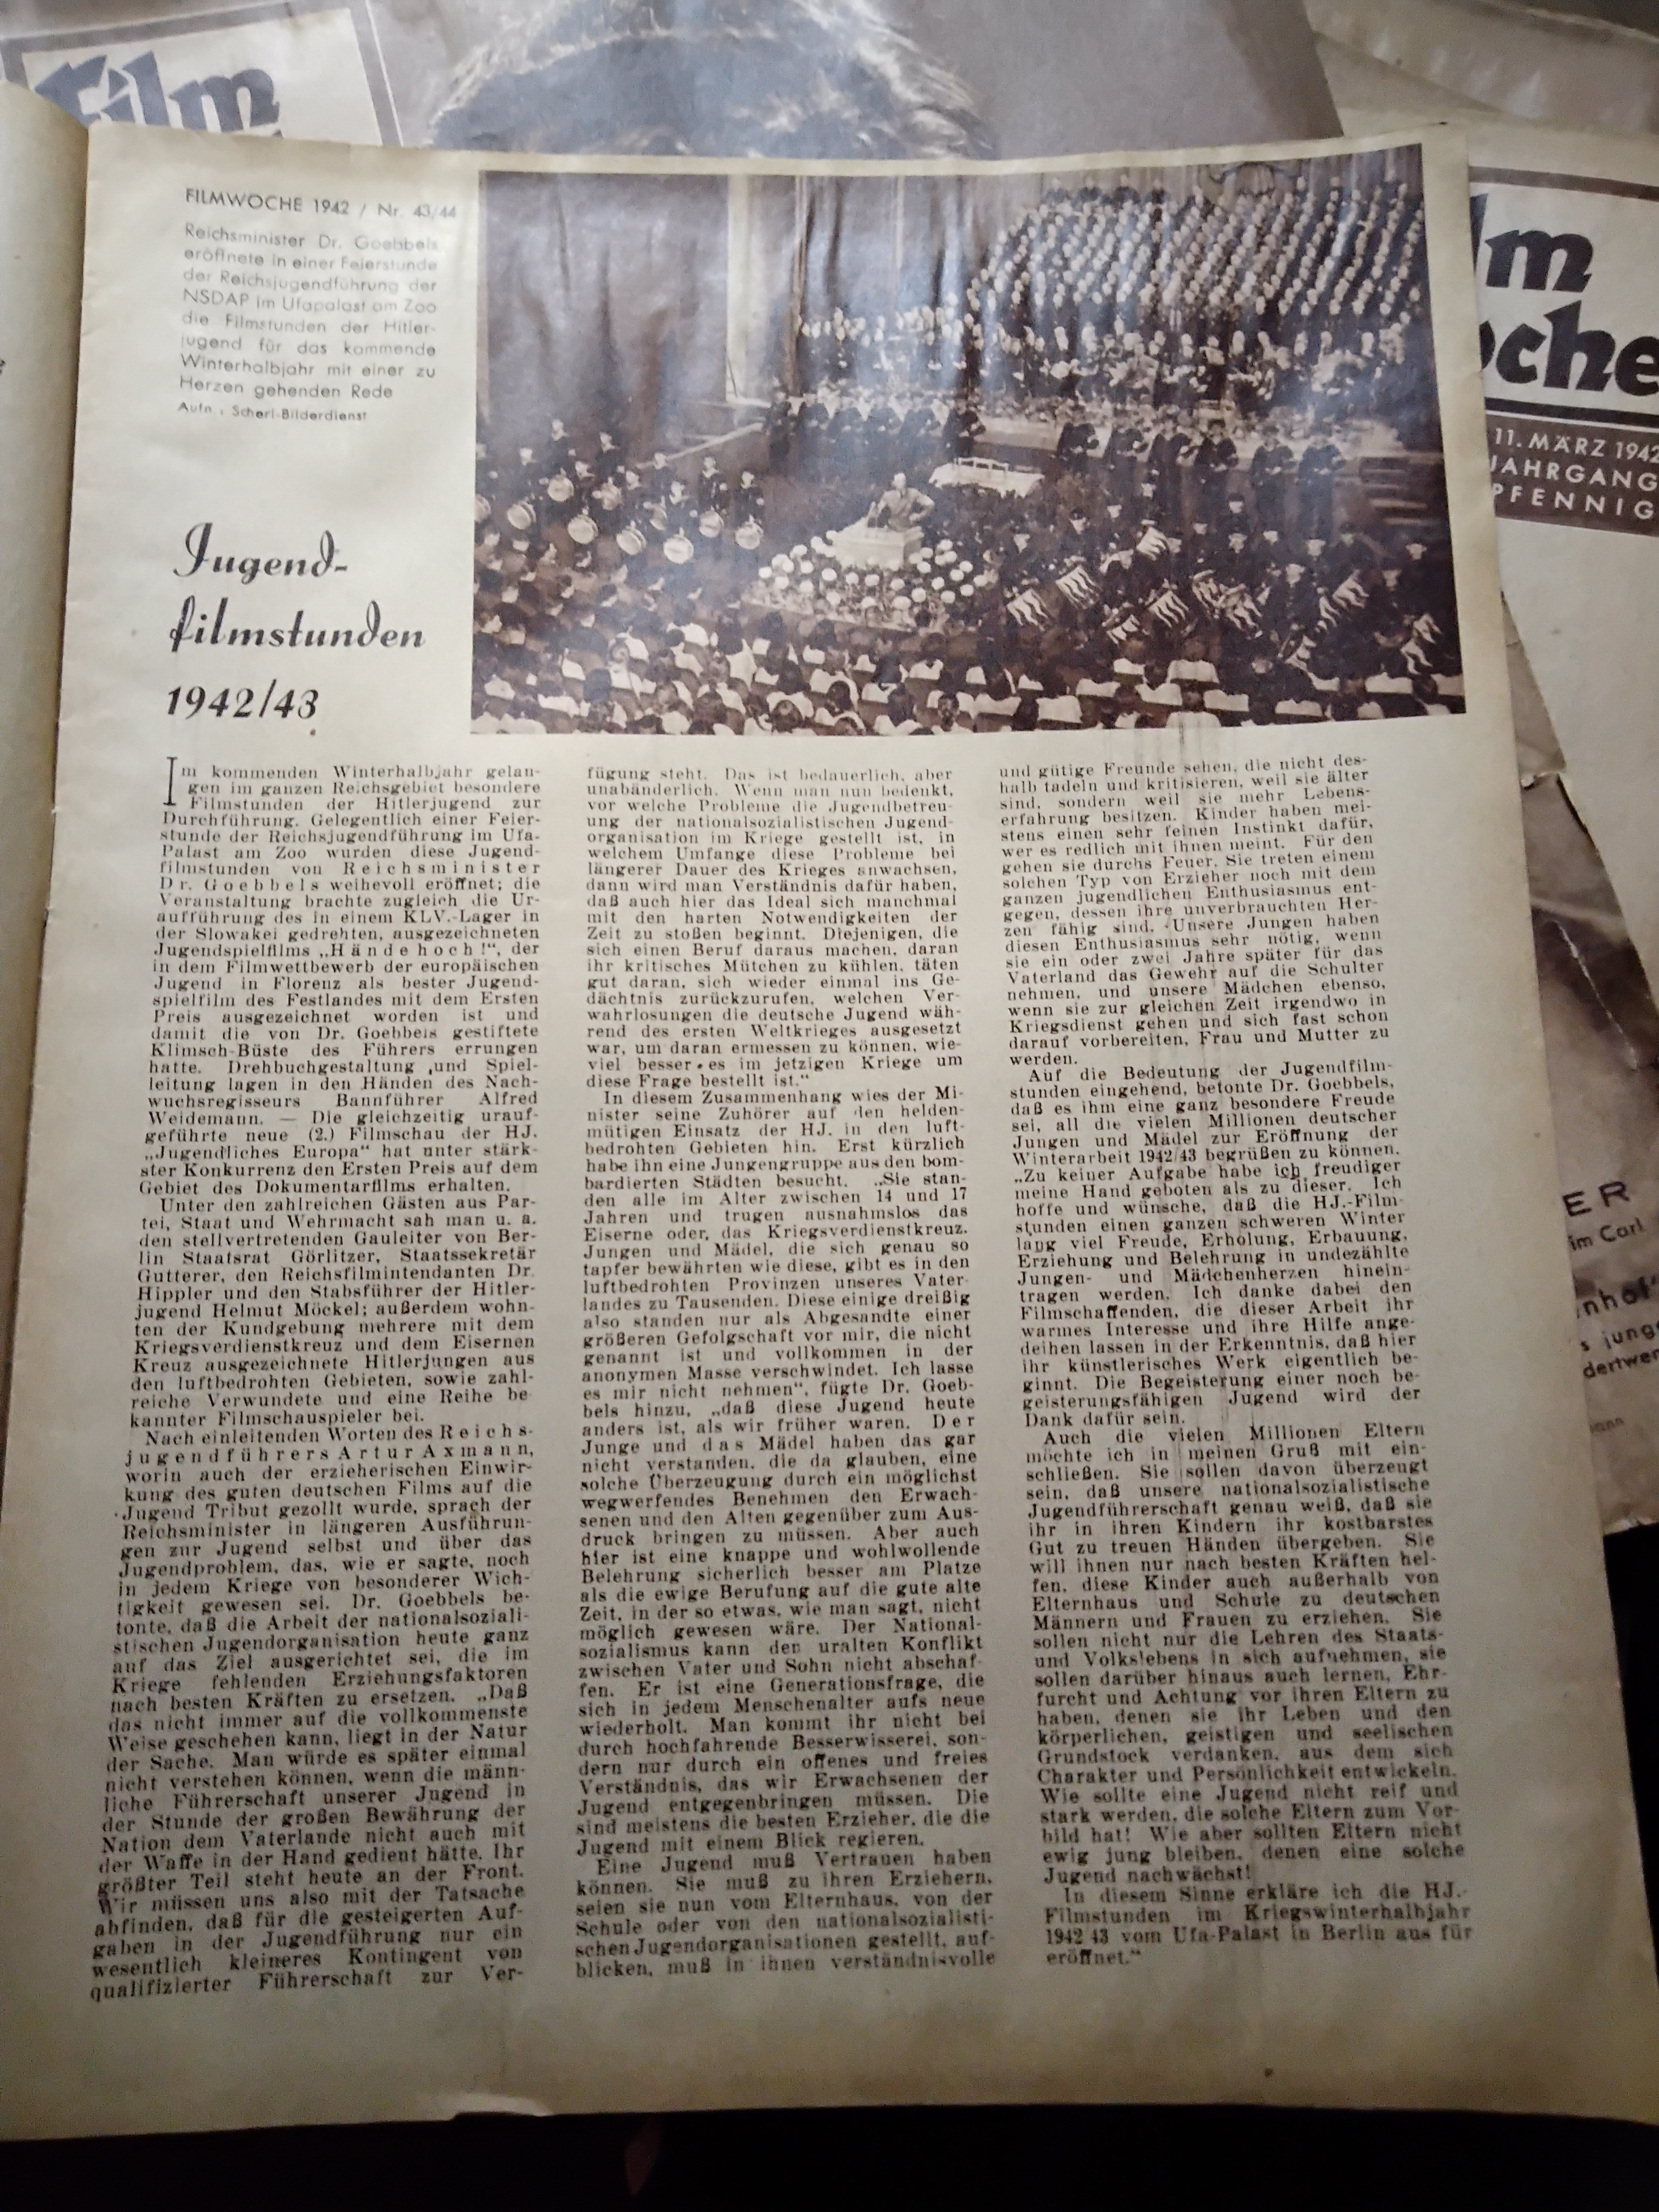 Film
FILMWOCHE 1942 / Nr. 43/44
Reichsminister Dr. Goebbels
eröffnete in einer Feierstunde
der Reichsjugendführung der
NSDAP im Ufapalast am Zoo
die Filmstunden der Hitler-
jugend für das kommende
Winterhalbjahr mit einer zu
Herzen gehenden Rede
Aufn.: Scherl-Bilderdienst
Jugend-
filmstunden
1942/43
Im kommenden Winterhalbjahr gelan-
gen im ganzen Reichsgebiet besondere
Filmstunden der Hitlerjugend zur
Durchführung. Gelegentlich einer Feier-
stunde der Reichsjugendführung im Ufa-
Palast am Zoo wurden diese Jugend-
filmstunden von Reichsminister
Dr. Goebbels weihevoll eröffnet; die
Veranstaltung brachte zugleich die Ur-
aufführung des in einem KLV.-Lager in
der Slowakei gedrehten, ausgezeichneten
Jugendspielfilms „Hände hoch!“, der
in dem Filmwettbewerb der europäischen
Jugend in Florenz als bester Jugend-
spielfilm des Festlandes mit dem Ersten
Preis ausgezeichnet worden ist und
damit die von Dr. Goebbels gestiftete
Klimsch-Büste des Führers errungen
hatte. Drehbuchgestaltung und Spiel-
leitung lagen in den Händen des Nach-
wuchsregisseurs Bannführer Alfred
Weidemann. — Die gleichzeitig urauf-
geführte neue (2.) Filmschau der HJ.
„Jugendliches Europa“ hat unter stärk-
ster Konkurrenz den Ersten Preis auf dem
Gebiet des Dokumentarfilms erhalten.
Unter den zahlreichen Gästen aus Par-
tei, Staat und Wehrmacht sah man u. a.
den stellvertretenden Gauleiter von Ber-
lin Staatsrat Görlitzer, Staatssekretär
Gutterer, den Reichsfilmintendanten Dr.
Hippler und den Stabsführer der Hitler-
jugend Helmut Möckel; außerdem wohn-
ten der Kundgebung mehrere mit dem
Kriegsverdienstkreuz und dem Eisernen
Kreuz ausgezeichnete Hitlerjungen aus
den luftbedrohten Gebieten, sowie zahl-
reiche Verwundete und eine Reihe be-
kannter Filmschauspieler bei.
Nach einleitenden Worten des Reichs-
jugendführers Artur Axmann,
worin auch der erzieherischen Einwir-
kung des guten deutschen Films auf die
Jugend Tribut gezollt wurde, sprach der
Reichsminister in längeren Ausführun-
gen zur Jugend selbst und über das
Jugendproblem, das, wie er sagte, noch
in jedem Kriege von besonderer Wich-
tigkeit gewesen sei. Dr. Goebbels be-
tonte, daß die Arbeit der nationalsoziali-
stischen Jugendorganisation heute ganz
auf das Ziel ausgerichtet sei, die im
Kriege fehlenden Erziehungsfaktoren
nach besten Kräften zu ersetzen. „Daß
das nicht immer auf die vollkommenste
Weise geschehen kann, liegt in der Natur
der Sache. Man würde es später einmal
nicht verstehen können, wenn die männ-
liche Führerschaft unserer Jugend in
der Stunde der großen Bewährung der
Nation dem Vaterlande nicht auch mit
der Waffe in der Hand gedient hätte. Ihr
größter Teil steht heute an der Front.
Wir müssen uns also mit der Tatsache
abfinden, daß für die gesteigerten Auf-
gaben in der Jugendführung nur ein
wesentlich kleineres Kontingent von
qualifizierter Führerschaft zur Ver-
fügung steht. Das ist bedauerlich, aber
unabänderlich. Wenn man nun bedenkt,
vor welche Probleme die Jugendbetreu-
ung der nationalsozialistischen Jugend-
organisation im Kriege gestellt ist, in
welchem Umfange diese Probleme bei
längerer Dauer des Krieges anwachsen,
dann wird man Verständnis dafür haben,
daß auch hier das Ideal sich manchmal
mit den harten Notwendigkeiten der
Zeit zu stoßen beginnt. Diejenigen, die
sich einen Beruf daraus machen, daran
ihr kritisches Mütchen zu kühlen, täten
gut daran, sich wieder einmal ins Ge-
dächtnis zurückzurufen, welchen Ver-
wahrlosungen die deutsche Jugend wäh-
rend des ersten Weltkrieges ausgesetzt
war, um daran ermessen zu können, wie-
viel besser es im jetzigen Kriege um
diese Frage bestellt ist.“
In diesem Zusammenhang wies der Mi-
nister seine Zuhörer auf den helden-
mütigen Einsatz der HJ. in den luft-
bedrohten Gebieten hin. Erst kürzlich
habe ihn eine Jungengruppe aus den bom-
bardierten Städten besucht. „Sie stan-
den alle im Alter zwischen 14 und 17
Jahren und trugen ausnahmslos das
Eiserne oder das Kriegsverdienstkreuz.
Jungen und Mädel, die sich genau so
tapfer bewährten wie diese, gibt es in den
luftbedrohten Provinzen unseres Vater-
landes zu Tausenden. Diese einige dreißig
also standen nur als Abgesandte einer
größeren Gefolgschaft vor mir, die nicht
genannt ist und vollkommen in der
anonymen Masse verschwindet. Ich lasse
es mir nicht nehmen“, fügte Dr. Goeb-
bels hinzu, „daß diese Jugend heute
anders ist, als wir früher waren. Der
Junge und das Mädel haben das gar
nicht verstanden, die da glauben, eine
solche Überzeugung durch ein möglichst
wegwerfendes Benehmen den Erwach-
senen und den Alten gegenüber zum Aus-
druck bringen zu müssen. Aber auch
hier ist eine knappe und wohlwollende
Belehrung sicherlich besser am Platze
als die ewige Berufung auf die gute alte
Zeit, in der so etwas, wie man sagt, nicht
möglich gewesen wäre. Der National-
sozialismus kann den uralten Konflikt
zwischen Vater und Sohn nicht abschaf-
fen. Er ist eine Generationsfrage, die
sich in jedem Menschenalter aufs neue
wiederholt. Man kommt ihr nicht bei
durch hochfahrende Besserwisserei, son-
dern nur durch ein offenes und freies
Verständnis, das wir Erwachsenen der
Jugend entgegenbringen müssen. Die
sind meistens die besten Erzieher, die die
Jugend mit einem Blick regieren.
Eine Jugend muß Vertrauen haben
können. Sie muß zu ihren Erziehern,
seien sie nun vom Elternhaus, von der
Schule oder von den nationalsozialisti-
schen Jugendorganisationen gestellt, auf-
blicken, muß in ihnen verständnisvolle
und gütige Freunde sehen, die nicht des-
halb tadeln und kritisieren, weil sie älter
sind, sondern weil sie mehr Lebens-
erfahrung besitzen. Kinder haben mei-
stens einen sehr feinen Instinkt dafür,
wer es redlich mit ihnen meint. Für den
gehen sie durchs Feuer. Sie treten einem
solchen Typ von Erzieher noch mit dem
ganzen jugendlichen Enthusiasmus ent-
gegen, dessen ihre unverbrauchten Her-
zen fähig sind. Unsere Jungen haben
diesen Enthusiasmus sehr nötig, wenn
sie ein oder zwei Jahre später für das
Vaterland das Gewehr auf die Schulter
nehmen, und unsere Mädchen ebenso,
wenn sie zur gleichen Zeit irgendwo in
Kriegsdienst gehen und sich fast schon
darauf vorbereiten, Frau und Mutter zu
werden.
Auf die Bedeutung der Jugendfilm-
stunden eingehend, betonte Dr. Goebbels,
daß es ihm eine ganz besondere Freude
sei, all die vielen Millionen deutscher
Jungen und Mädel zur Eröffnung der
Winterarbeit 1942/43 begrüßen zu können.
„Zu keiner Aufgabe habe ich freudiger
meine Hand geboten als zu dieser. Ich
hoffe und wünsche, daß die HJ.-Film-
stunden einen ganzen schweren Winter
lang viel Freude, Erholung, Erbauung,
Erziehung und Belehrung in undezählte
Jungen- und Mädchenherzen hinein-
tragen werden. Ich danke dabei den
Filmschaffenden, die dieser Arbeit ihr
warmes Interesse und ihre Hilfe ange-
deihen lassen in der Erkenntnis, daß hier
ihr künstlerisches Werk eigentlich be-
ginnt. Die Begeisterung einer noch be-
geisterungsfähigen Jugend wird der
Dank dafür sein.
Auch die vielen Millionen Eltern
möchte ich in meinen Gruß mit ein-
schließen. Sie sollen davon überzeugt
sein, daß unsere nationalsozialistische
Jugendführerschaft genau weiß, daß sie
ihr in ihren Kindern ihr kostbarstes
Gut zu treuen Händen übergeben. Sie
will ihnen nur nach besten Kräften hel-
fen, diese Kinder auch außerhalb von
Elternhaus und Schule zu deutschen
Männern und Frauen zu erziehen. Sie
sollen nicht nur die Lehren des Staats-
und Volkslebens in sich aufnehmen, sie
sollen darüber hinaus auch lernen, Ehr-
furcht und Achtung vor ihren Eltern zu
haben, denen sie ihr Leben und den
körperlichen, geistigen und seelischen
Grundstock verdanken, aus dem sich
Charakter und Persönlichkeit entwickeln.
Wie sollte eine Jugend nicht reif und
stark werden, die solche Eltern zum Vor-
bild hat! Wie aber sollten Eltern nicht
ewig jung bleiben, denen eine solche
Jugend nachwächst!
In diesem Sinne erkläre ich die HJ.-
Filmstunden im Kriegswinterhalbjahr
1942/43 vom Ufa-Palast in Berlin aus für
eröffnet.“
lm
oche
11. MÄRZ 1942
JAHRGANG
PFENNIG
ER
im Carl
nhof
s jung
dertwer